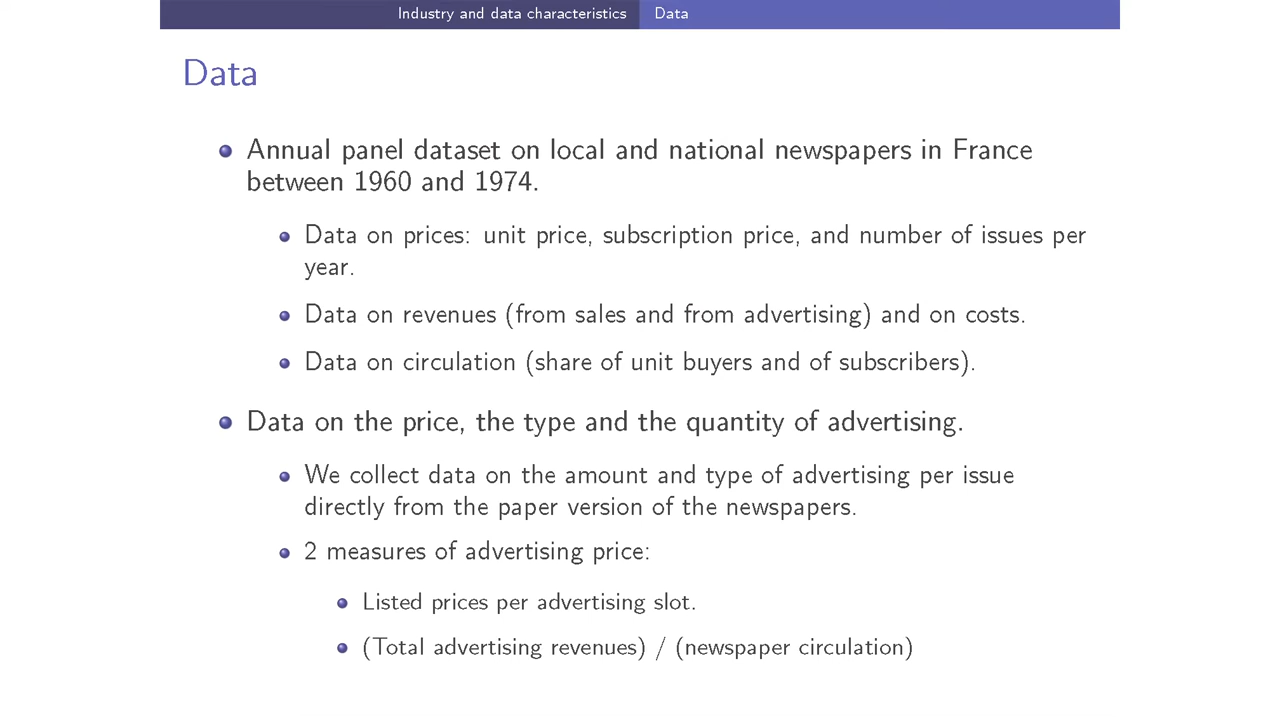 Industry and data characteristics Data
Data
Annual panel dataset on local and national newspapers in France
between 1960 and 1974.
Data on prices: unit price, subscription price, and number of issues per
year.
Data on revenues (from sales and from advertising) and on costs.
Data on circulation (share of unit buyers and of subscribers).
Data on the price, the type and the quantity of advertising.
We collect data on the amount and type of advertising per issue
directly from the paper version of the newspapers.
2 measures of advertising price:
Listed prices per advertising slot.
(Total advertising revenues) / (newspaper circulation)